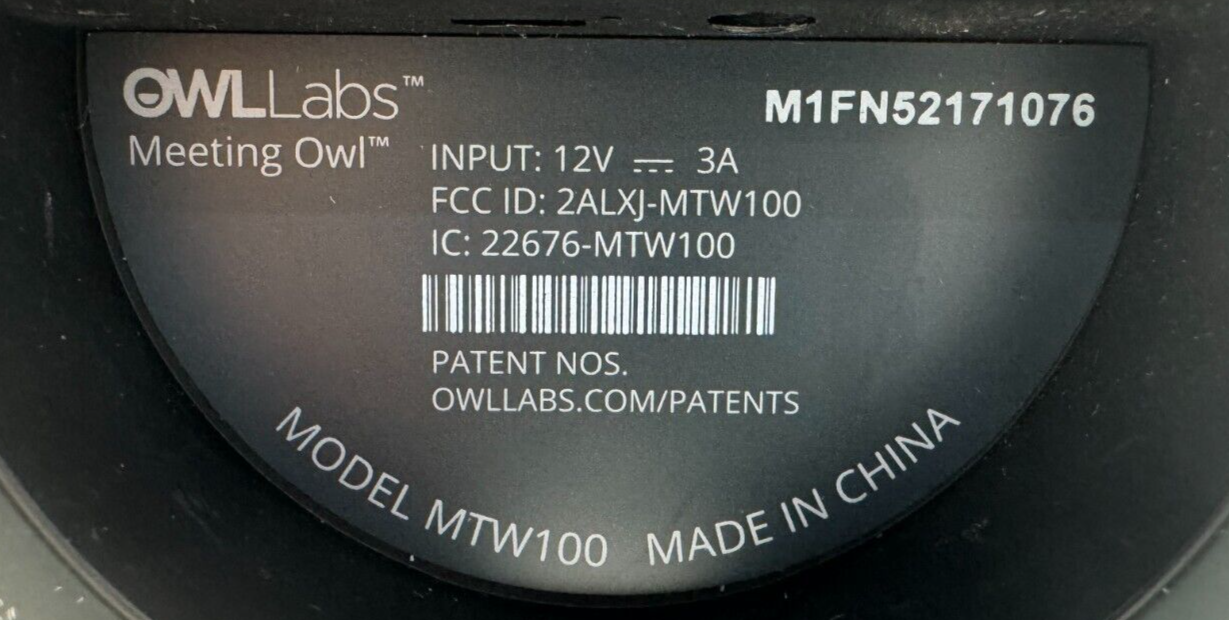 OWLLabs™
Meeting Owl™
M1FN52171076
INPUT: 12V ⎓ 3A
FCC ID: 2ALXJ-MTW100
IC: 22676-MTW100
PATENT NOS.
OWLLABS.COM/PATENTS
MODEL MTW100 MADE IN CHINA